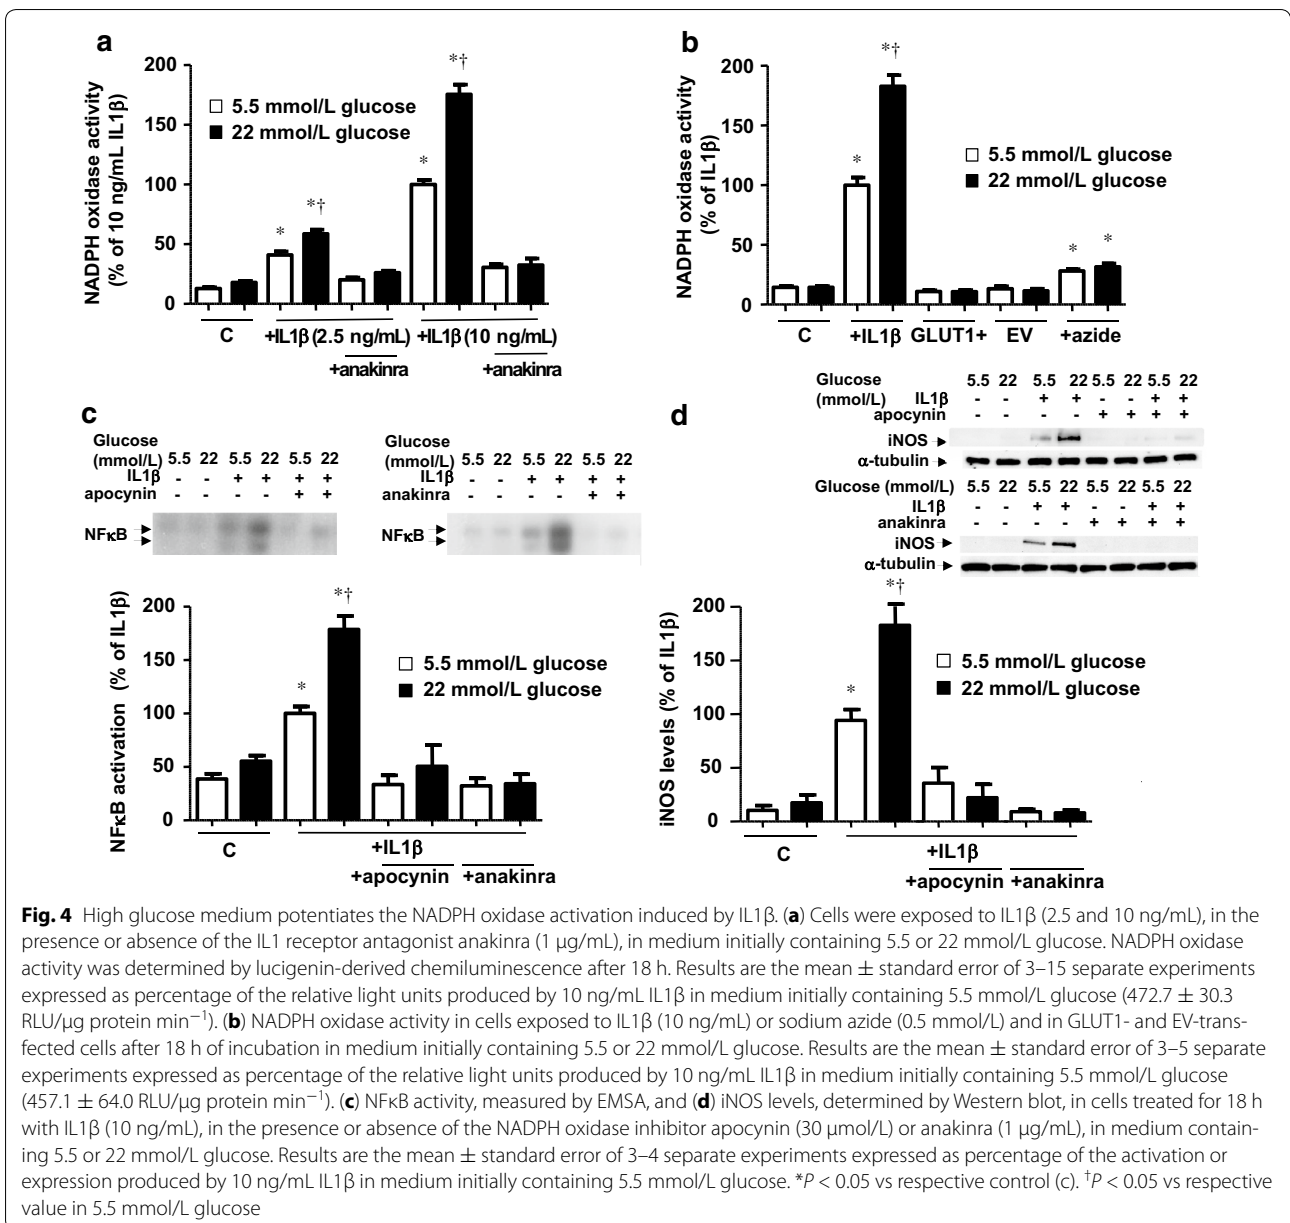 a
NADPH oxidase activity
(% of 10 ng/mL IL1β)
200
150
100
50
0
5.5 mmol/L glucose
22 mmol/L glucose
*
*†
*
*†
C
+IL1β (2.5 ng/mL)
+IL1β (10 ng/mL)
+anakinra
+anakinra
b
NADPH oxidase activity
(% of IL1β)
200
150
100
50
0
5.5 mmol/L glucose
22 mmol/L glucose
*
*†
*
*
C
+IL1β
GLUT1+
EV
+azide
c
Glucose
(mmol/L) 5.5 22 5.5 22 5.5 22
IL1β - - + + + +
apocynin - - - - + +
NFκB
Glucose
(mmol/L) 5.5 22 5.5 22 5.5 22
IL1β - - + + + +
anakinra - - - - + +
NFκB
NFκB activation (% of IL1β)
200
150
100
50
0
5.5 mmol/L glucose
22 mmol/L glucose
*
*†
C
+IL1β
+apocynin
+anakinra
d
Glucose 5.5 22 5.5 22 5.5 22 5.5 22
(mmol/L) IL1β - - + + - - + +
apocynin - - - - + + + +
iNOS
α-tubulin
Glucose (mmol/L) 5.5 22 5.5 22 5.5 22 5.5 22
IL1β - - + + - - + +
anakinra - - - - + + + +
iNOS
α-tubulin
iNOS levels (% of IL1β)
200
150
100
50
0
5.5 mmol/L glucose
22 mmol/L glucose
*
*†
C
+IL1β
+apocynin
+anakinra
Fig. 4 High glucose medium potentiates the NADPH oxidase activation induced by IL1β. (a) Cells were exposed to IL1β (2.5 and 10 ng/mL), in the
presence or absence of the IL1 receptor antagonist anakinra (1 μg/mL), in medium initially containing 5.5 or 22 mmol/L glucose. NADPH oxidase
activity was determined by lucigenin-derived chemiluminescence after 18 h. Results are the mean ± standard error of 3–15 separate experiments
expressed as percentage of the relative light units produced by 10 ng/mL IL1β in medium initially containing 5.5 mmol/L glucose (472.7 ± 30.3
RLU/μg protein min⁻¹). (b) NADPH oxidase activity in cells exposed to IL1β (10 ng/mL) or sodium azide (0.5 mmol/L) and in GLUT1- and EV-trans-
fected cells after 18 h of incubation in medium initially containing 5.5 or 22 mmol/L glucose. Results are the mean ± standard error of 3–5 separate
experiments expressed as percentage of the relative light units produced by 10 ng/mL IL1β in medium initially containing 5.5 mmol/L glucose
(457.1 ± 64.0 RLU/μg protein min⁻¹). (c) NFκB activity, measured by EMSA, and (d) iNOS levels, determined by Western blot, in cells treated for 18 h
with IL1β (10 ng/mL), in the presence or absence of the NADPH oxidase inhibitor apocynin (30 μmol/L) or anakinra (1 μg/mL), in medium contain-
ing 5.5 or 22 mmol/L glucose. Results are the mean ± standard error of 3–4 separate experiments expressed as percentage of the activation or
expression produced by 10 ng/mL IL1β in medium initially containing 5.5 mmol/L glucose. *P < 0.05 vs respective control (c). †P < 0.05 vs respective
value in 5.5 mmol/L glucose